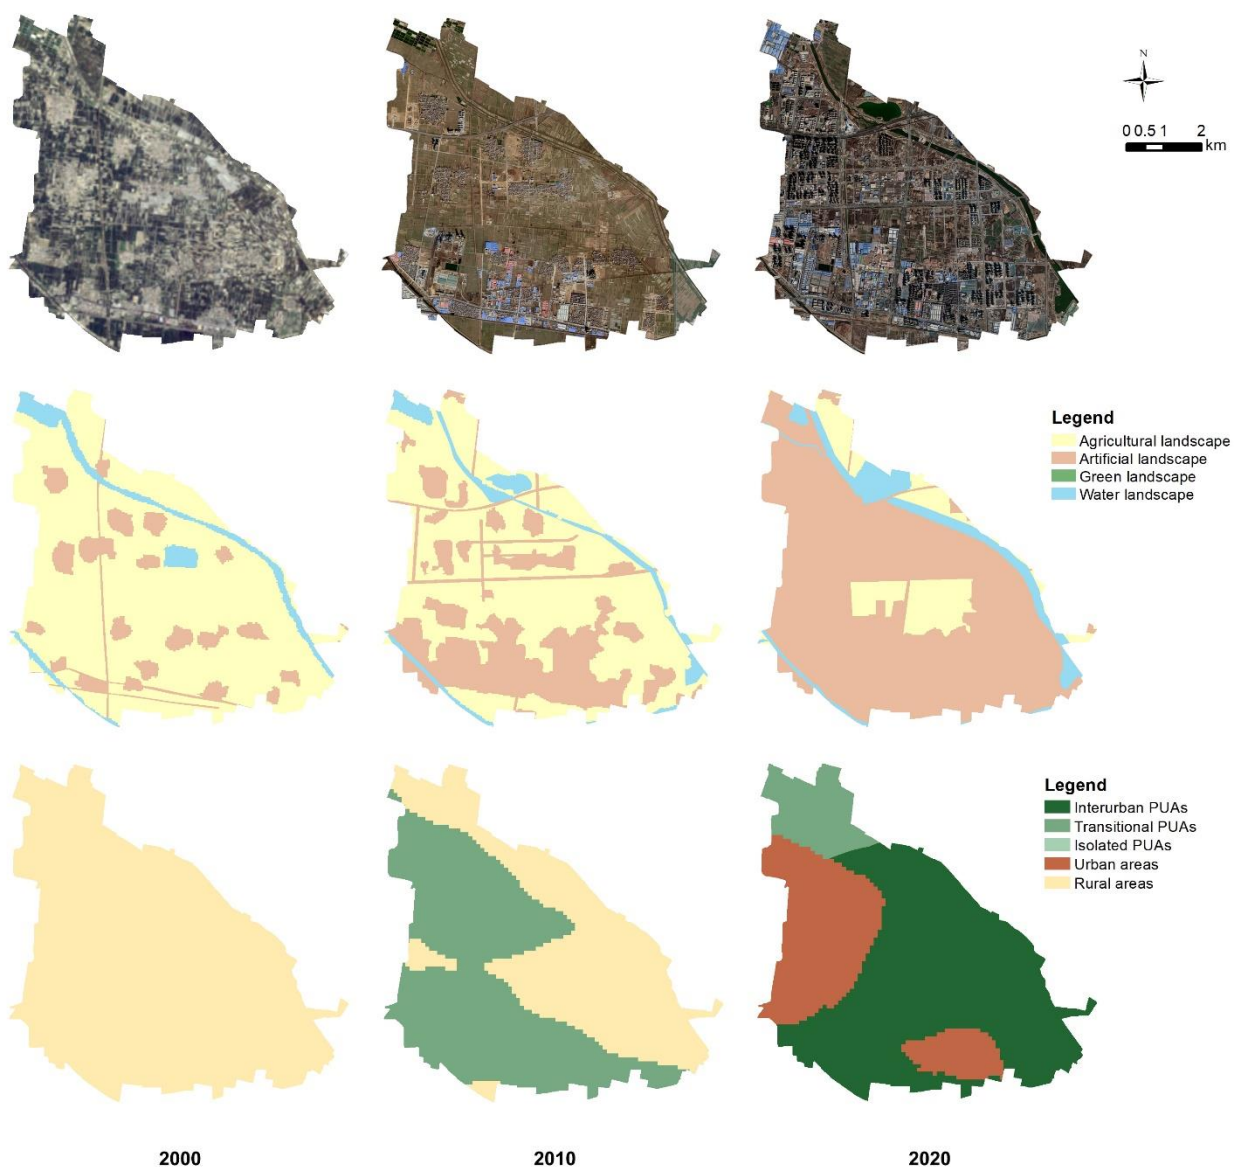 N
0 0.5 1 2
km
Legend
Agricultural landscape
Artificial landscape
Green landscape
Water landscape
Legend
Interurban PUAs
Transitional PUAs
Isolated PUAs
Urban areas
Rural areas
2000 2010 2020